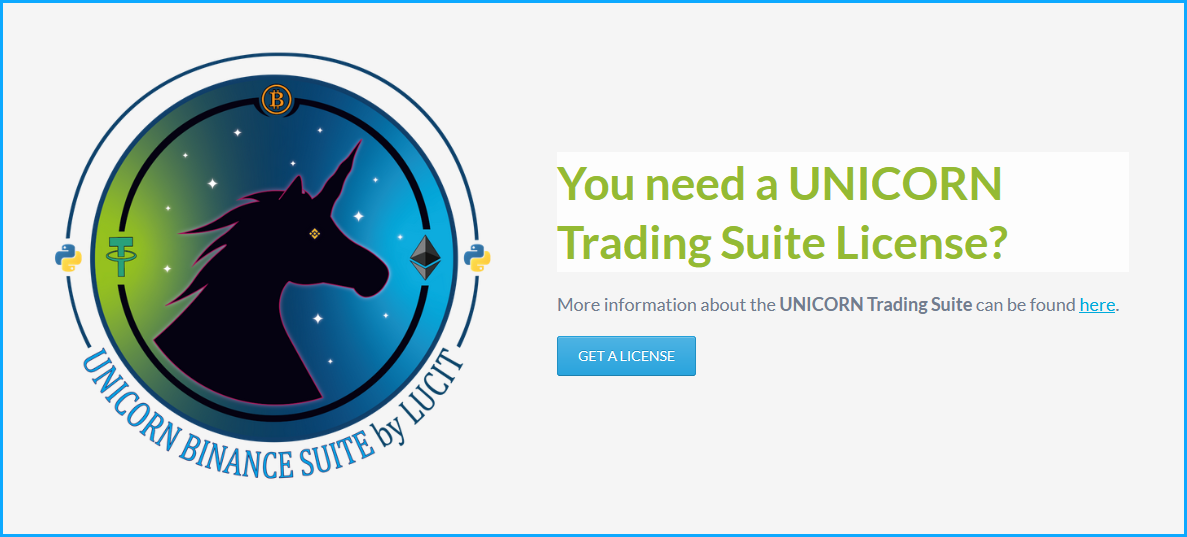 UNICORN BINANCE SUITE by LUCIT
You need a UNICORN
Trading Suite License?
More information about the UNICORN Trading Suite can be found here.
GET A LICENSE